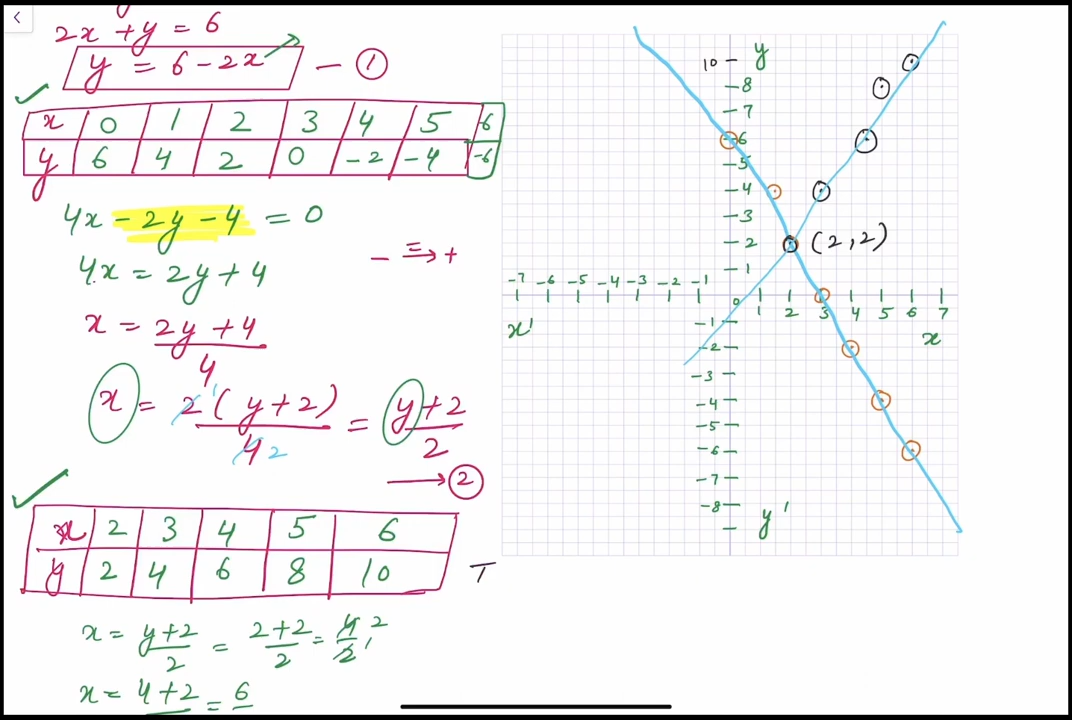 2x + y = 6
y = 6 - 2x — ①
x 0 1 2 3 4 5 6
y 6 4 2 0 -2 -4 -6
4x - 2y - 4 = 0
- ⇒ +
4x = 2y + 4
x = 2y + 4 / 4
x = 2 1 (y + 2) / 4 2 = y + 2 / 2
→ ②
x 2 3 4 5 6
y 2 4 6 8 10
T
x = y + 2 / 2 = 2 + 2 / 2 = 4 2 / 2 1
x = 4 + 2 = 6
y
10
8
7
6
5
4
3
2
1
(2, 2)
-7 -6 -5 -4 -3 -2 -1
0 1 2 3 4 5 6 7
x' x
-1
-2
-3
-4
-5
-6
-7
-8
y'